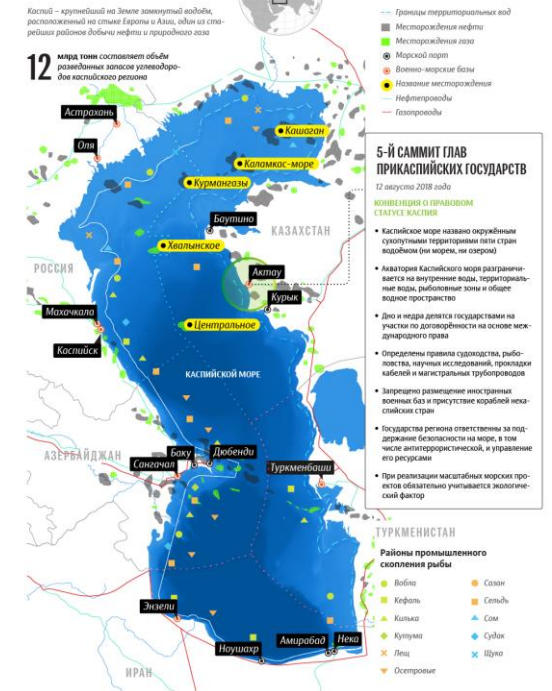 Каспий – крупнейший на Земле замкнутый водоём,
расположенный на стыке Европы и Азии, один из ста-
рейших районов добычи нефти и природного газа
12 млрд тонн составляет объём
разведанных запасов углеводоро-
дов каспийского региона
Границы территориальных вод
Месторождения нефти
Месторождения газа
Морской порт
Военно-морские базы
Название месторождения
Нефтепроводы
Газопроводы
Астрахань
Оля
Кашаган
Каламкас-море
Курмангазы
Баутино
КАЗАХСТАН
Хвалынское
РОССИЯ
Актау
Курык
Махачкала
Центральное
Каспийск
КАСПИЙСКОЙ МОРЕ
АЗЕРБАЙДЖАН
Баку
Дюбенди
Сангачал
Туркменбаши
ТУРКМЕНИСТАН
Энзели
Ноушахр
Амирабад
Нека
ИРАН
5-Й САММИТ ГЛАВ
ПРИКАСПИЙСКИХ ГОСУДАРСТВ
12 августа 2018 года
КОНВЕНЦИЯ О ПРАВОВОМ
СТАТУСЕ КАСПИЯ
• Каспийское море названо окружённым
сухопутными территориями пяти стран
водоёмом (ни морем, ни озером)
• Акватория Каспийского моря разграничи-
вается на внутренние воды, территориаль-
ные воды, рыболовные зоны и общее
водное пространство
• Дно и недра делятся государствами на
участки по договорённости на основе меж-
дународного права
• Определены правила судоходства, рыбо-
ловства, научных исследований, прокладки
кабелей и магистральных трубопроводов
• Запрещено размещение иностранных
военных баз и присутствие кораблей нека-
спийских стран
• Государства региона ответственны за под-
держание безопасности на море, в том
числе антитеррористической, и управление
его ресурсами
• При реализации масштабных морских про-
ектов обязательно учитывается экологиче-
ский фактор
Районы промышленного
скопления рыбы
Вобла
Кефаль
Килька
Кутума
Лещ
Осетровые
Сазан
Сельдь
Сом
Судак
Щука